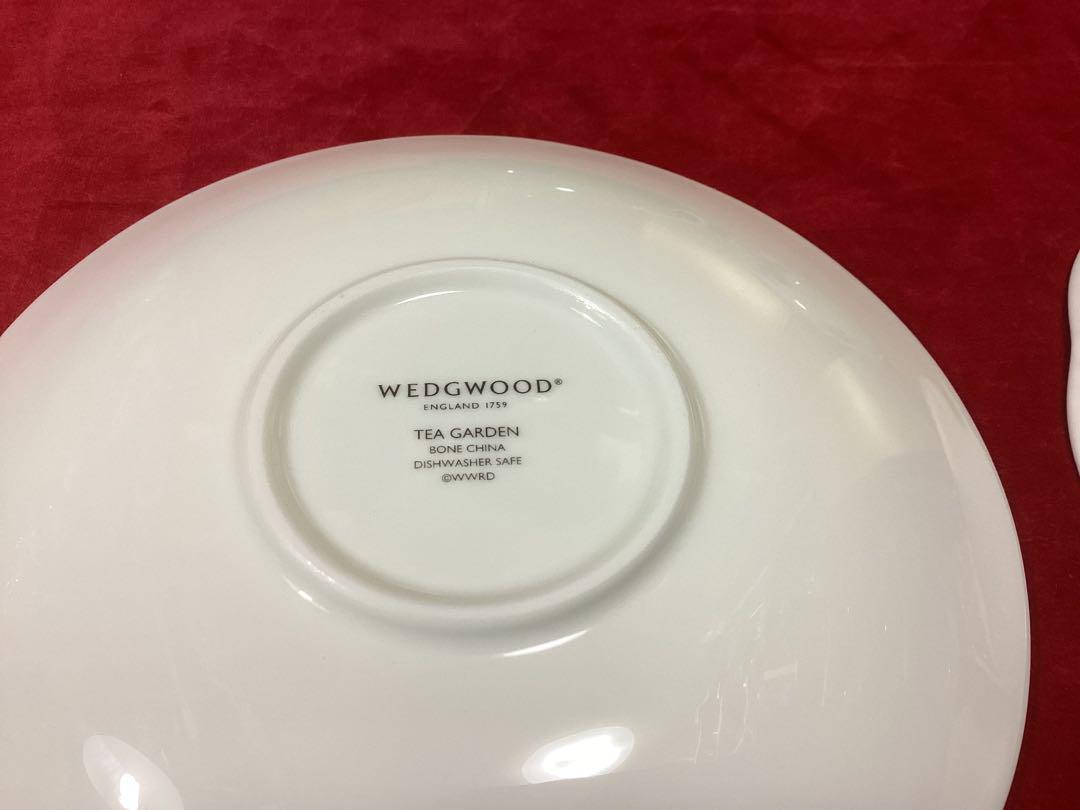 WEDGWOOD®
ENGLAND 1759
TEA GARDEN
BONE CHINA
DISHWASHER SAFE
©WWRD